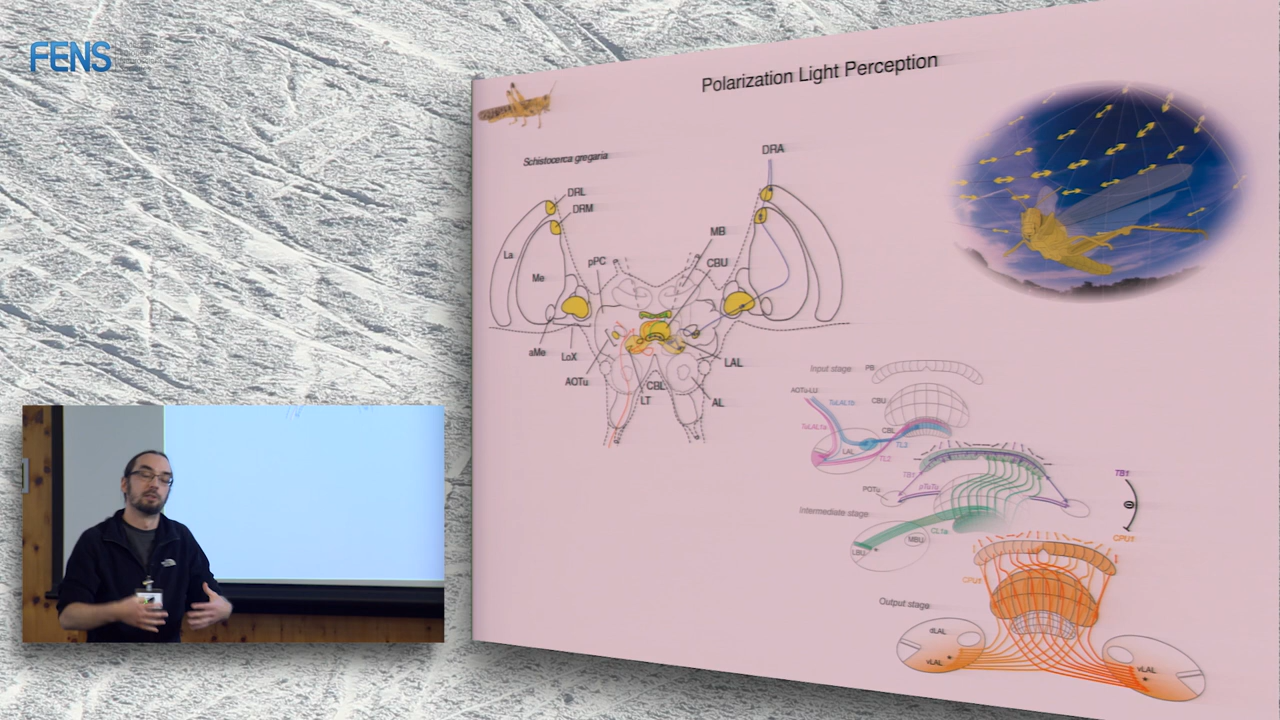 FENS
Polarization Light Perception
Schistocerca gregaria
DRA
DRL
DRM
MB
La
pPC
CBU
Me
aMe
LoX
LAL
AOTu
CBL
LT
AL
Input stage
PB
AOTU-LU
TuLAL1b
CBU
TuLAL1a
CBL
LAL
TL3
TL2
TB1
TB1
POTu
Intermediate stage
CL1a
LBU
MBU
CPU1
CPU1
Output stage
dLAL
vLAL
vLAL